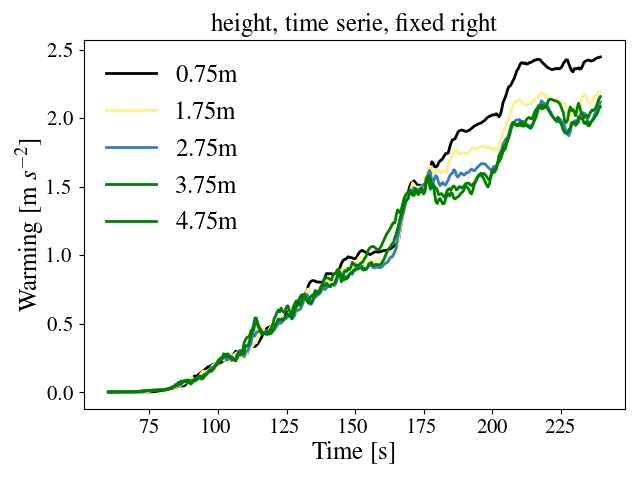 height, time serie, fixed right
2.5
2.0
1.5
1.0
0.5
0.0
Warming [m s⁻²]
0.75m
1.75m
2.75m
3.75m
4.75m
75 100 125 150 175 200 225
Time [s]